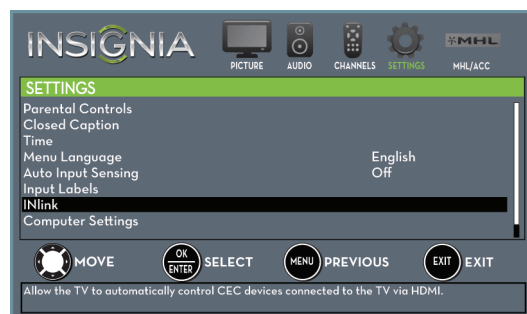 INSIGNIA
PICTURE AUDIO CHANNELS SETTINGS MHL MHL/ACC
SETTINGS
Parental Controls
Closed Caption
Time
Menu Language English
Auto Input Sensing Off
Input Labels
INlink
Computer Settings
MOVE OK ENTER SELECT MENU PREVIOUS EXIT EXIT
Allow the TV to automatically control CEC devices connected to the TV via HDMI.